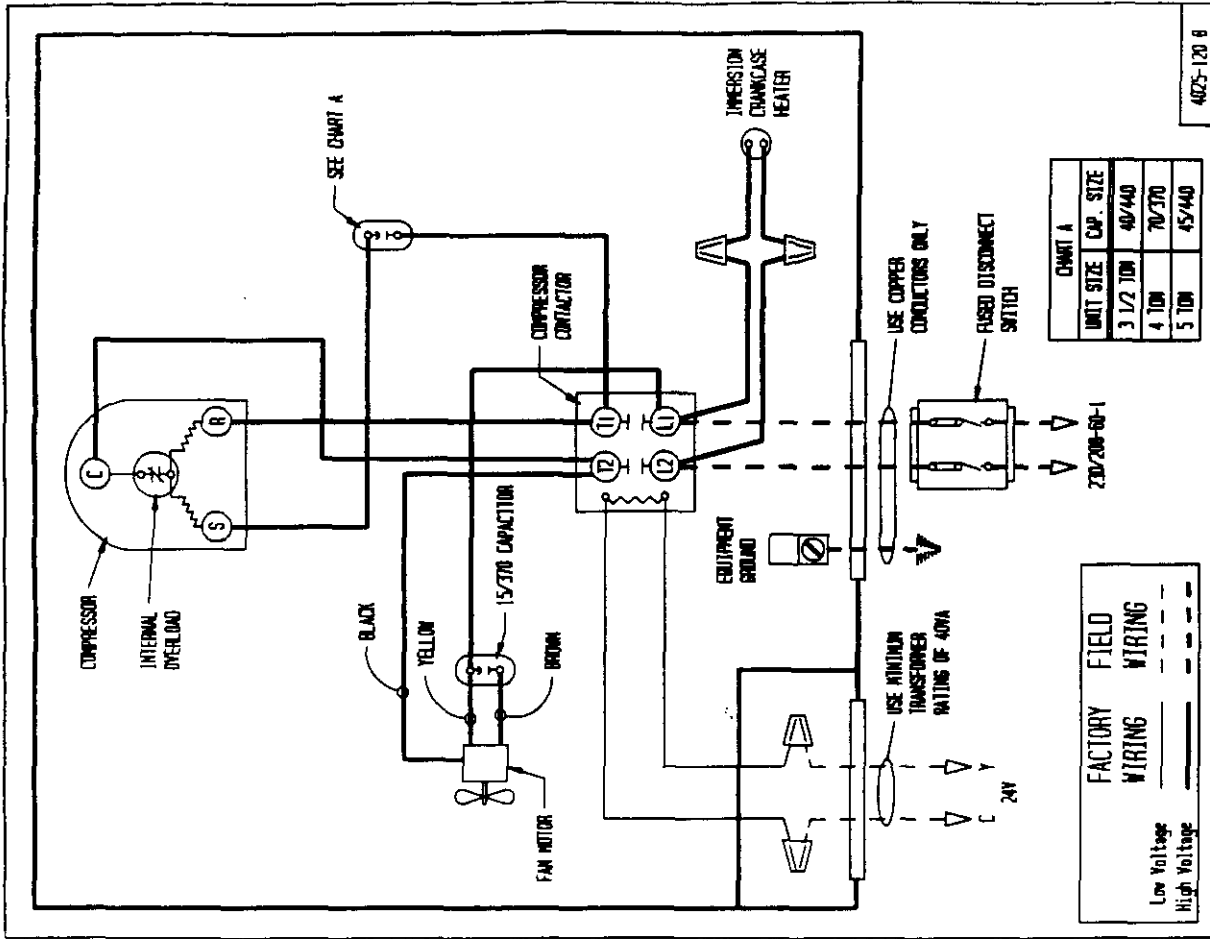 COMPRESSOR
INTERNAL
OVERLOAD
C
S
R
SEE CHART A
BLACK
YELLOW
15/370 CAPACITOR
BROWN
FAN MOTOR
COMPRESSOR
CONTACTOR
T2
T1
L2
L1
IMMERSION
CRANKCASE
HEATER
EQUIPMENT
GROUND
USE MINIMUM
TRANSFORMER
RATING OF 40VA
C
Y
24V
USE COPPER
CONDUCTORS ONLY
FUSED DISCONNECT
SWITCH
230/208-60-1
FACTORY FIELD
WIRING WIRING
Low Voltage
High Voltage
CHART A
UNIT SIZE CAP. SIZE
3 1/2 TON 40/440
4 TON 70/370
5 TON 45/440
4025-120 B